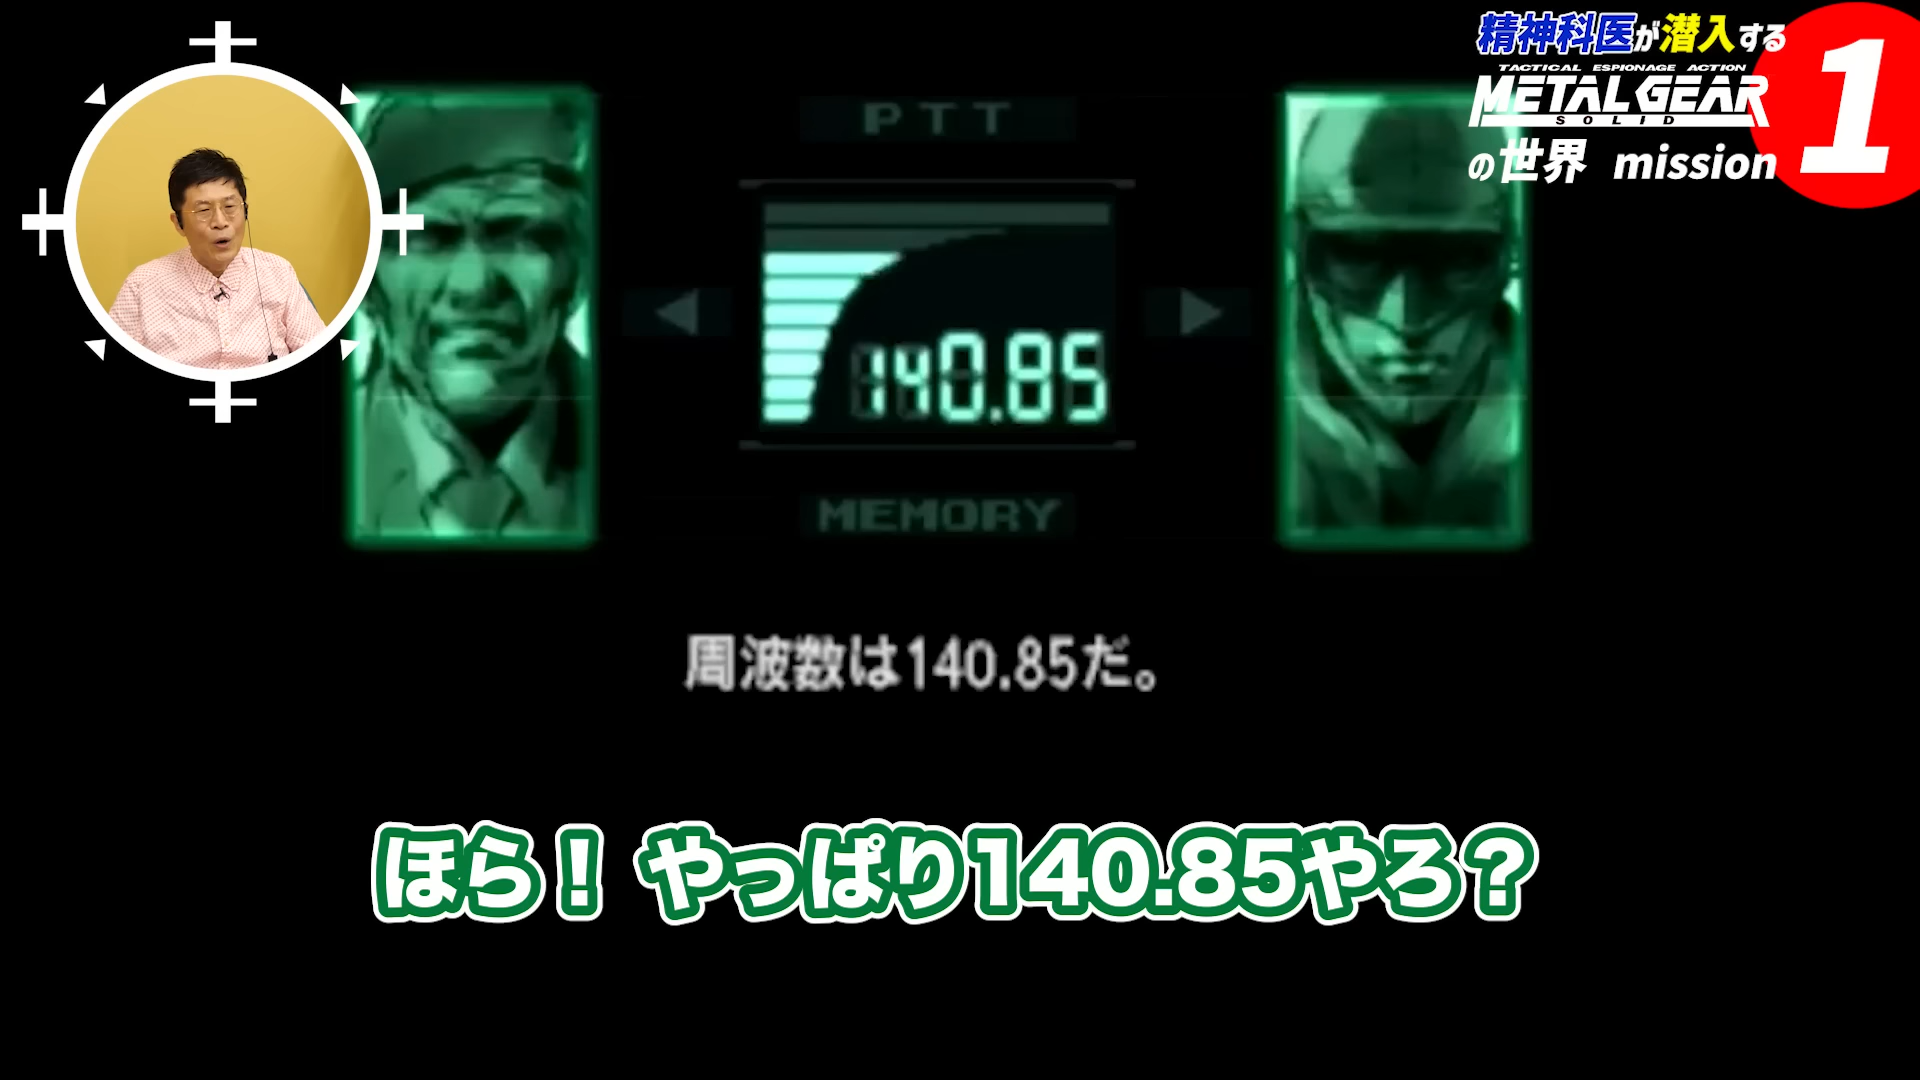 精神科医が潜入する
TACTICAL ESPIONAGE ACTION
METAL GEAR
SOLID
の世界 mission
1
PTT
140.85
MEMORY
周波数は140.85だ。
ほら！ やっぱり140.85やろ？